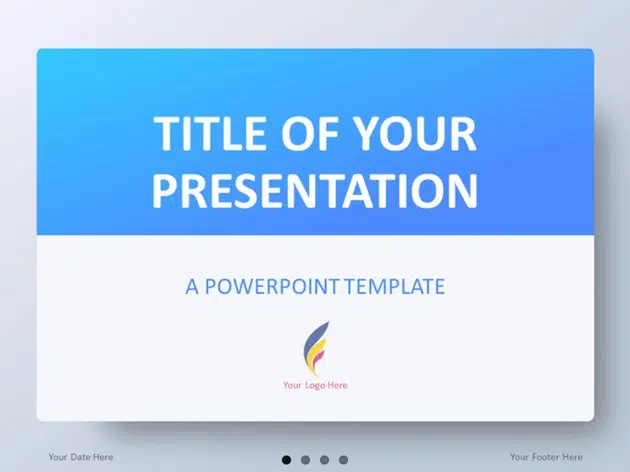 TITLE OF YOUR
PRESENTATION
A POWERPOINT TEMPLATE
Your Logo Here
Your Date Here
Your Footer Here